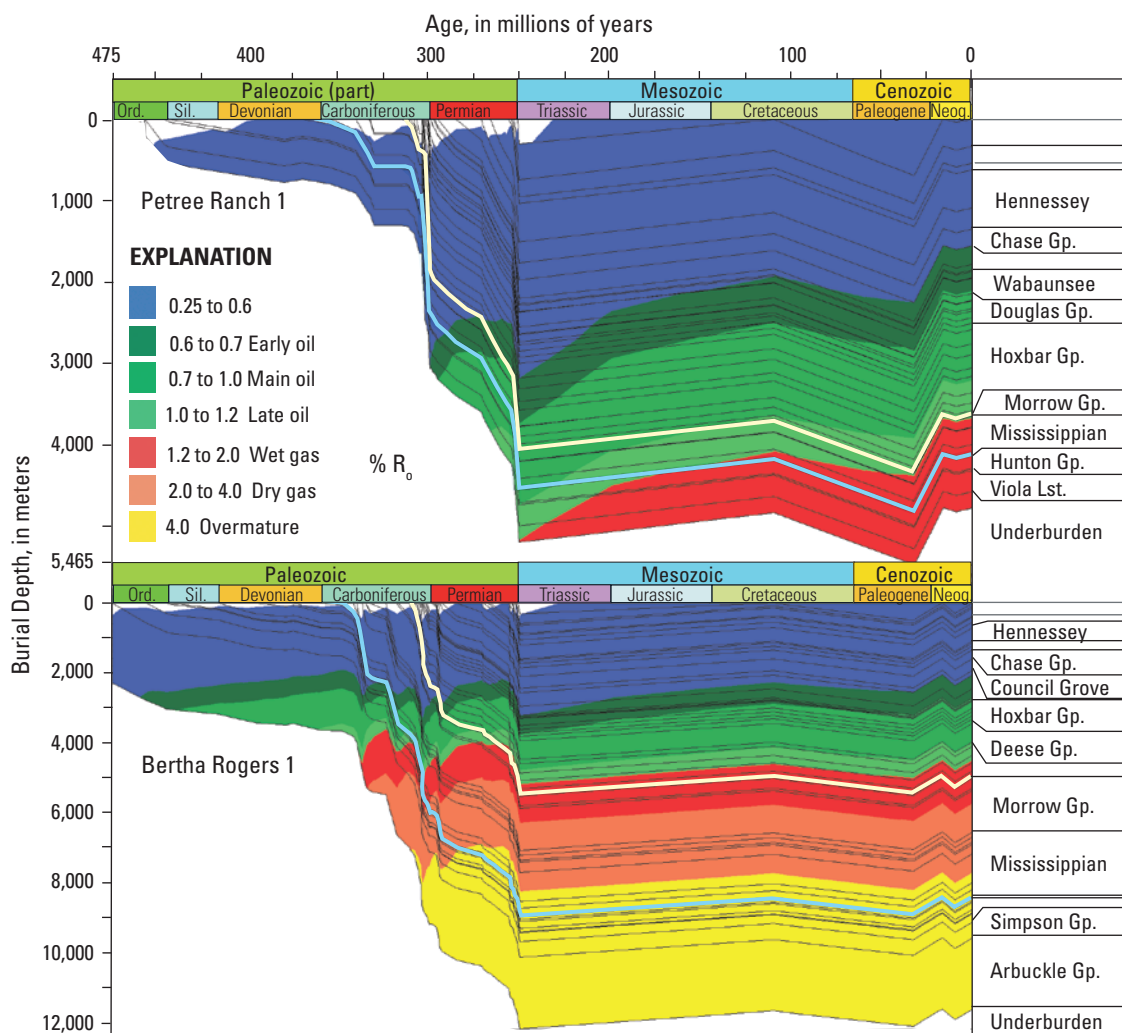 Age, in millions of years
475 400 300 200 100 0
Paleozoic (part) Mesozoic Cenozoic
Ord. Sil. Devonian Carboniferous Permian Triassic Jurassic Cretaceous Paleogene Neog.
0
1,000
2,000
3,000
4,000
5,465
Petree Ranch 1
EXPLANATION
0.25 to 0.6
0.6 to 0.7 Early oil
0.7 to 1.0 Main oil
1.0 to 1.2 Late oil
1.2 to 2.0 Wet gas
2.0 to 4.0 Dry gas
4.0 Overmature
% Ro
Hennessey
Chase Gp.
Wabaunsee
Douglas Gp.
Hoxbar Gp.
Morrow Gp.
Mississippian
Hunton Gp.
Viola Lst.
Underburden
Burial Depth, in meters
Paleozoic Mesozoic Cenozoic
Ord. Sil. Devonian Carboniferous Permian Triassic Jurassic Cretaceous Paleogene Neog.
0
2,000
4,000
6,000
8,000
10,000
12,000
Bertha Rogers 1
Hennessey
Chase Gp.
Council Grove
Hoxbar Gp.
Deese Gp.
Morrow Gp.
Mississippian
Simpson Gp.
Arbuckle Gp.
Underburden